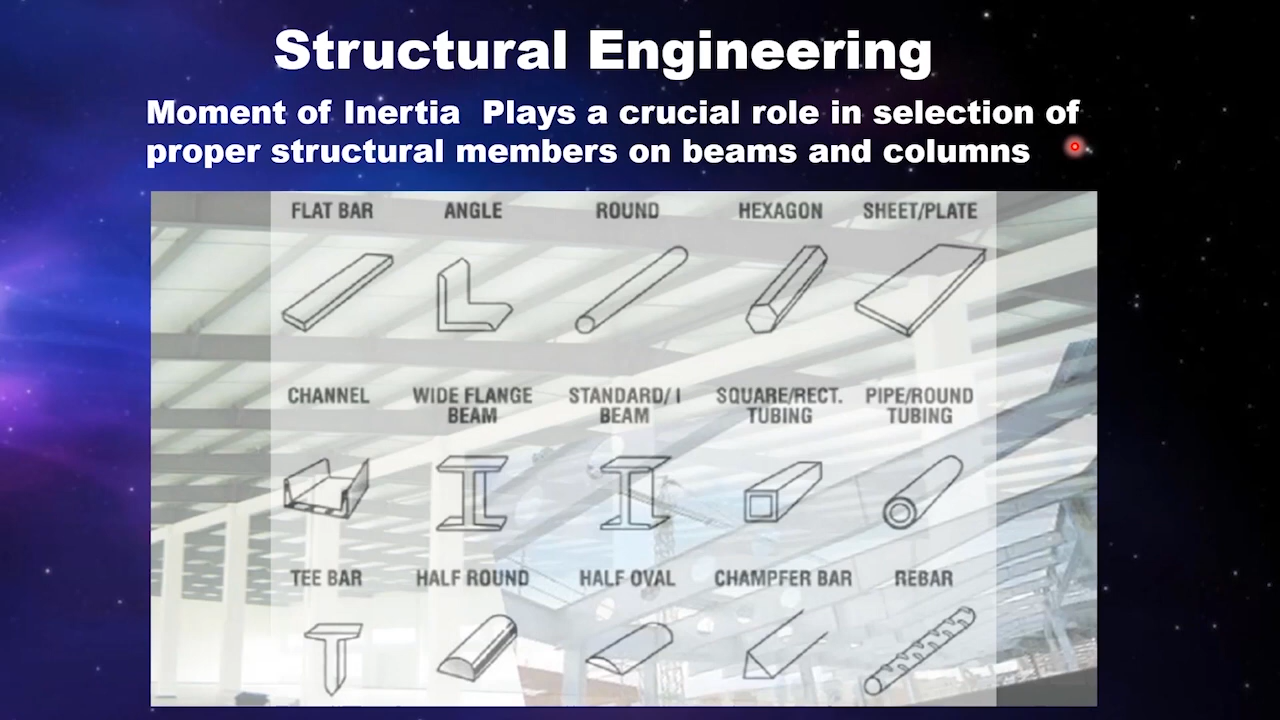 Structural Engineering
Moment of Inertia  Plays a crucial role in selection of
proper structural members on beams and columns
FLAT BAR
ANGLE
ROUND
HEXAGON
SHEET/PLATE
CHANNEL
WIDE FLANGE
BEAM
STANDARD/ I
BEAM
SQUARE/RECT.
TUBING
PIPE/ROUND
TUBING
TEE BAR
HALF ROUND
HALF OVAL
CHAMPFER BAR
REBAR